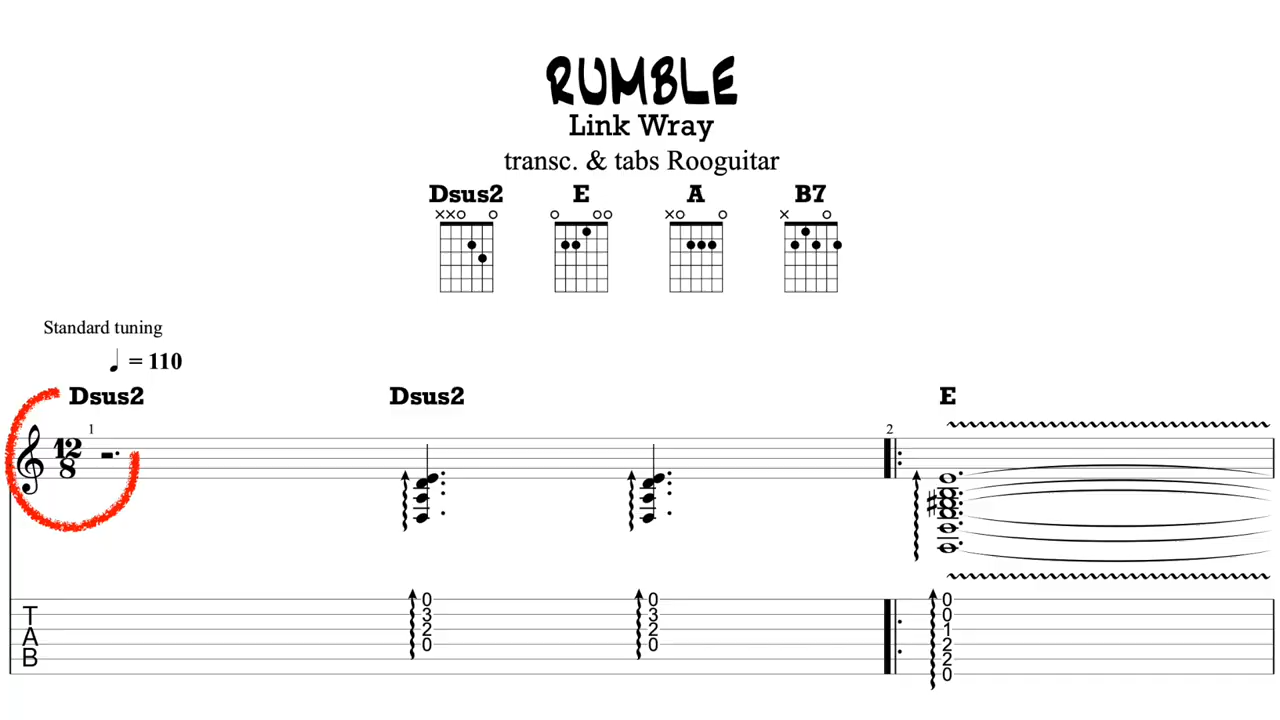 RUMBLE
Link Wray
transc. & tabs Rooguitar
Dsus2 E A B7
××o o o oo ×o o × o
Standard tuning
♩ = 110
Dsus2 Dsus2 E
1 2
12
8
T
A
B
0 0 0
3 3 0
2 2 1
0 0 2
2
0